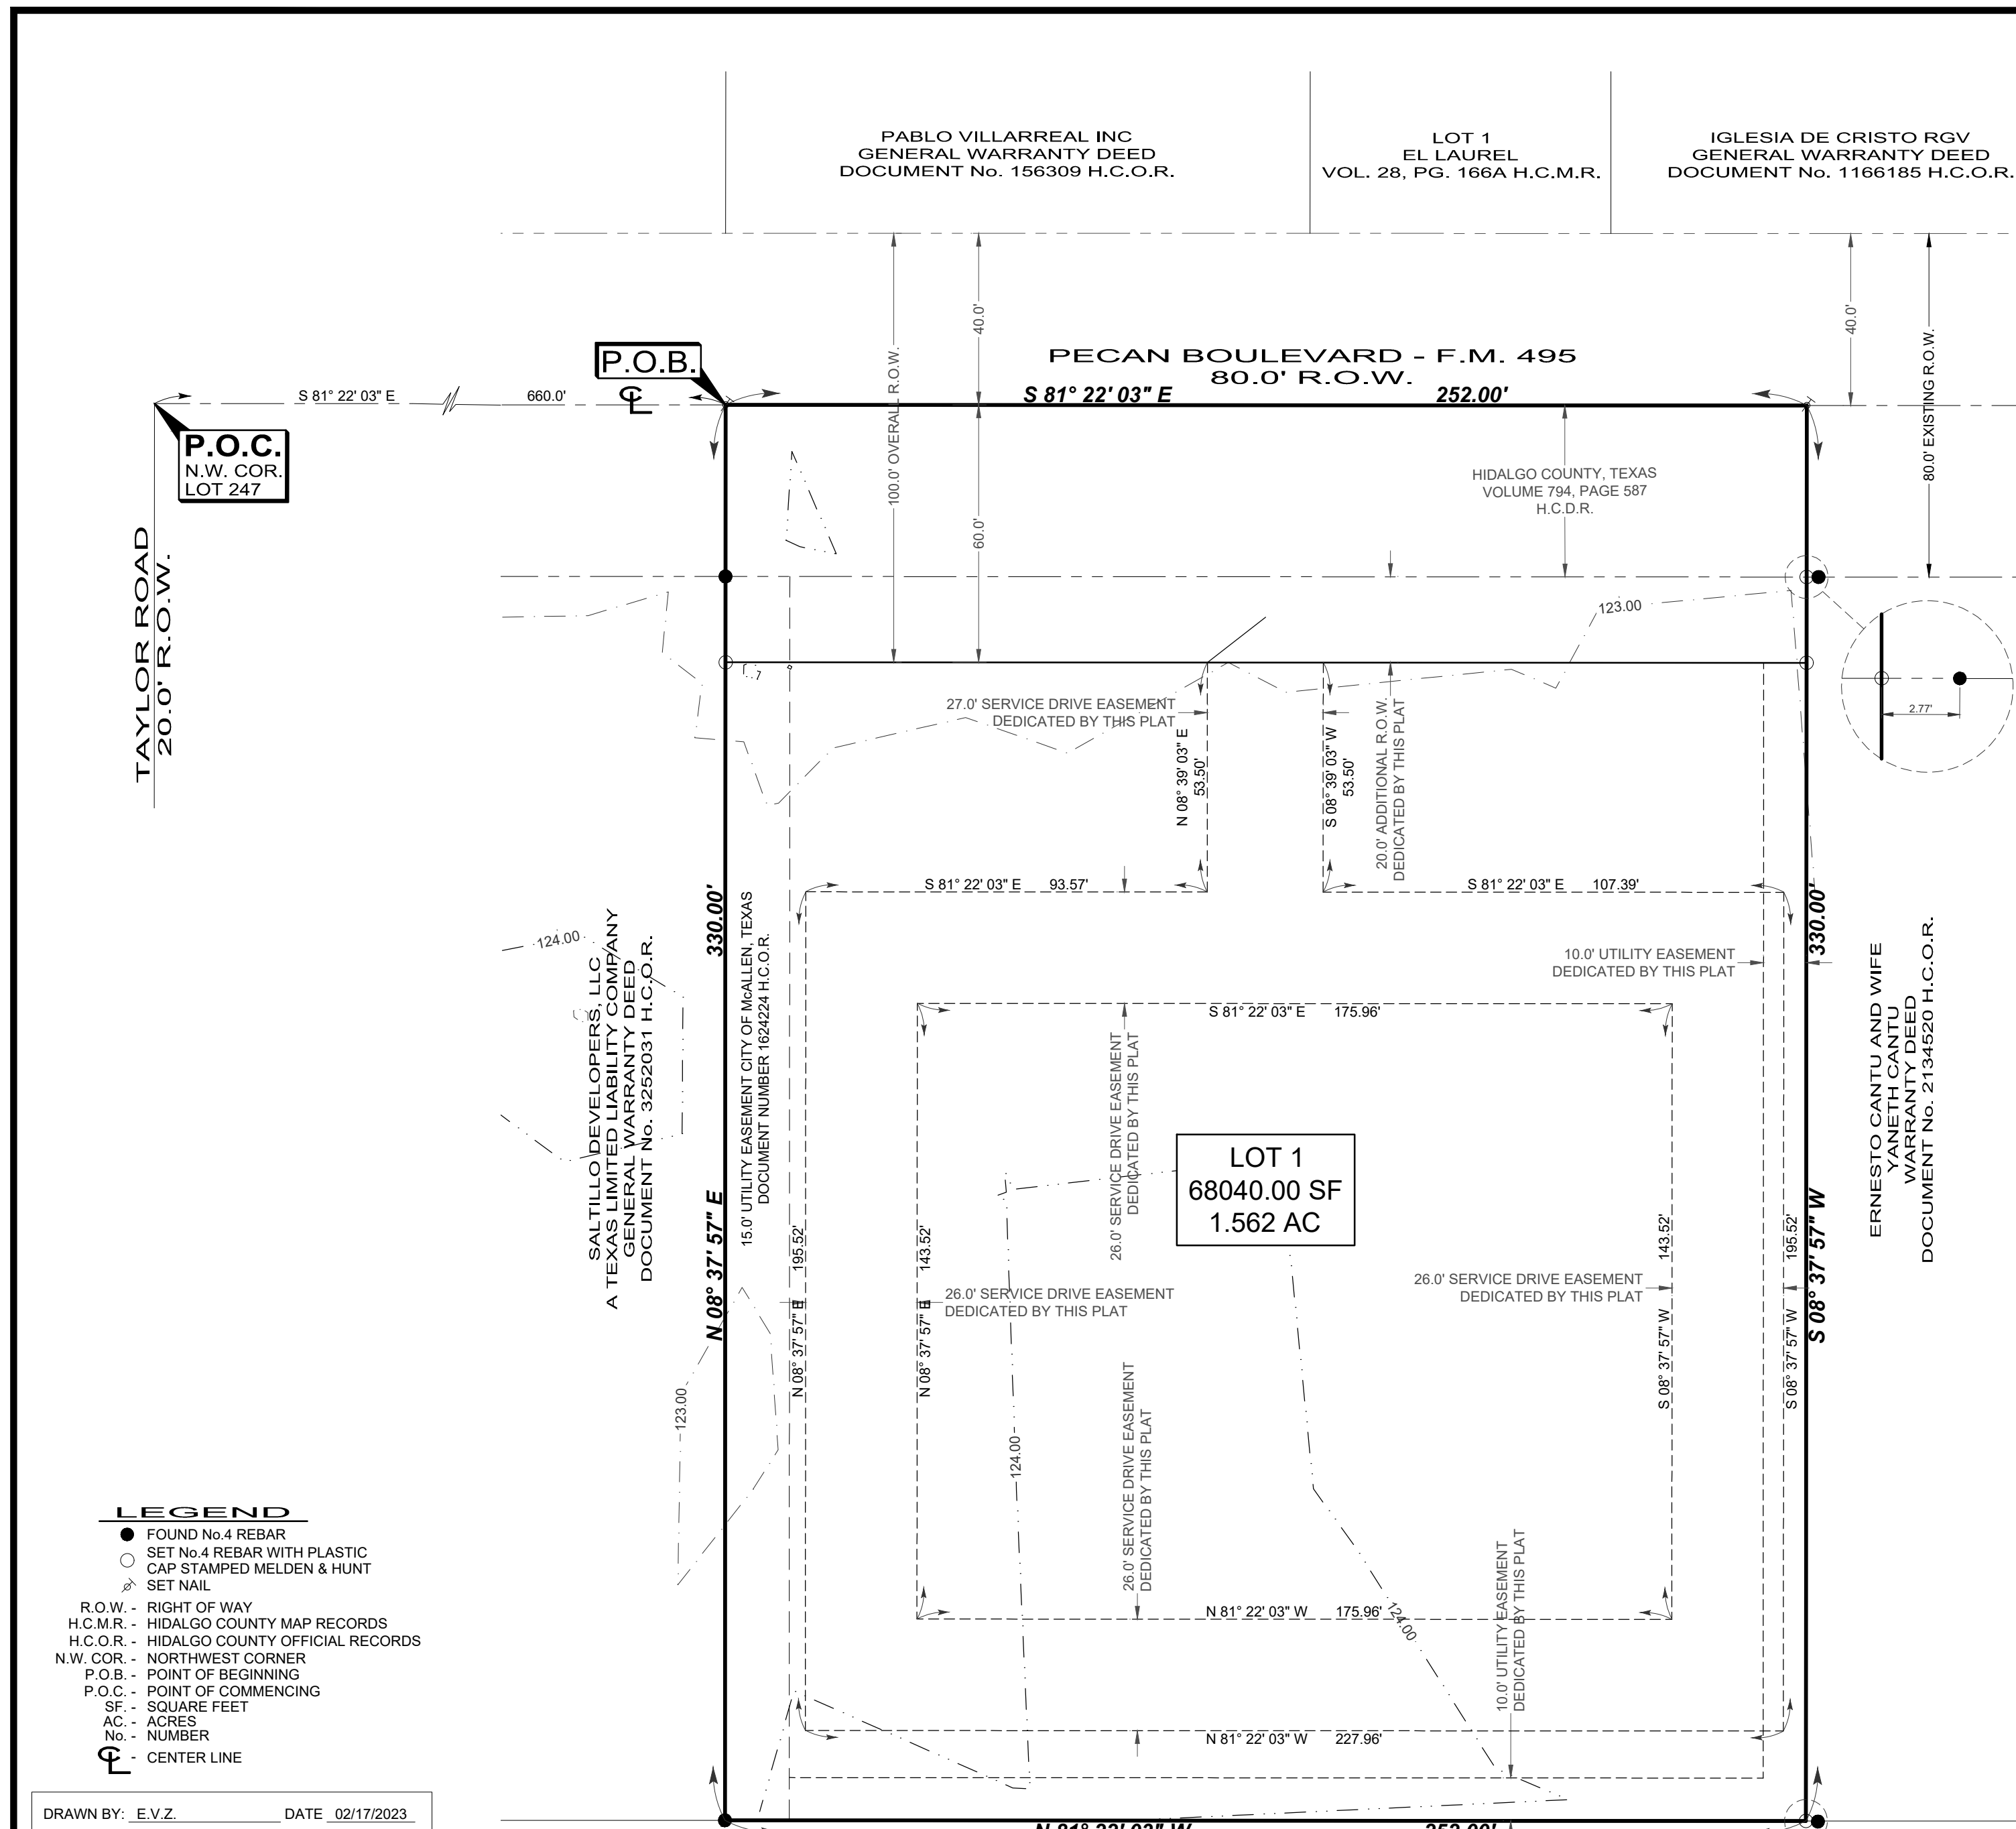 PABLO VILLARREAL INC
GENERAL WARRANTY DEED
DOCUMENT No. 156309 H.C.O.R.
LOT 1
EL LAUREL
VOL. 28, PG. 166A H.C.M.R.
IGLESIA DE CRISTO RGV
GENERAL WARRANTY DEED
DOCUMENT No. 1166185 H.C.O.R.
40.0'
40.0'
100.0' OVERALL R.O.W.
80.0' EXISTING R.O.W.
P.O.B.
PECAN BOULEVARD - F.M. 495
80.0' R.O.W.
S 81° 22' 03" E
660.0'
℄
S 81° 22' 03" E 252.00'
P.O.C.
N.W. COR.
LOT 247
TAYLOR ROAD
20.0' R.O.W.
60.0'
HIDALGO COUNTY, TEXAS
VOLUME 794, PAGE 587
H.C.D.R.
123.00
2.77'
27.0' SERVICE DRIVE EASEMENT
DEDICATED BY THIS PLAT
N 08° 39' 03" E
53.50'
S 08° 39' 03" W
53.50'
20.0' ADDITIONAL R.O.W.
DEDICATED BY THIS PLAT
S 81° 22' 03" E 93.57'
S 81° 22' 03" E 107.39'
330.00'
N 08° 37' 57" E
330.00'
S 08° 37' 57" W
15.0' UTILITY EASEMENT CITY OF McALLEN, TEXAS
DOCUMENT NUMBER 1624224 H.C.O.R.
10.0' UTILITY EASEMENT
DEDICATED BY THIS PLAT
124.00
SALTILLO DEVELOPERS, LLC
A TEXAS LIMITED LIABILITY COMPANY
GENERAL WARRANTY DEED
DOCUMENT No. 3252031 H.C.O.R.
ERNESTO CANTU AND WIFE
YANETH CANTU
WARRANTY DEED
DOCUMENT No. 2134520 H.C.O.R.
S 81° 22' 03" E 175.96'
26.0' SERVICE DRIVE EASEMENT
DEDICATED BY THIS PLAT
LOT 1
68040.00 SF
1.562 AC
N 08° 37' 57" E 195.52'
N 08° 37' 57" E 143.52'
26.0' SERVICE DRIVE EASEMENT
DEDICATED BY THIS PLAT
26.0' SERVICE DRIVE EASEMENT
DEDICATED BY THIS PLAT
S 08° 37' 57" W 143.52'
S 08° 37' 57" W 195.52'
123.00
124.00
26.0' SERVICE DRIVE EASEMENT
DEDICATED BY THIS PLAT
10.0' UTILITY EASEMENT
DEDICATED BY THIS PLAT
N 81° 22' 03" W 175.96'
124.00
N 81° 22' 03" W 227.96'
N 81° 22' 03" W 252.00'
LEGEND
FOUND No.4 REBAR
SET No.4 REBAR WITH PLASTIC
CAP STAMPED MELDEN & HUNT
SET NAIL
R.O.W. - RIGHT OF WAY
H.C.M.R. - HIDALGO COUNTY MAP RECORDS
H.C.O.R. - HIDALGO COUNTY OFFICIAL RECORDS
N.W. COR. - NORTHWEST CORNER
P.O.B. - POINT OF BEGINNING
P.O.C. - POINT OF COMMENCING
SF. - SQUARE FEET
AC. - ACRES
No. - NUMBER
℄ - CENTER LINE
DRAWN BY: E.V.Z. DATE 02/17/2023